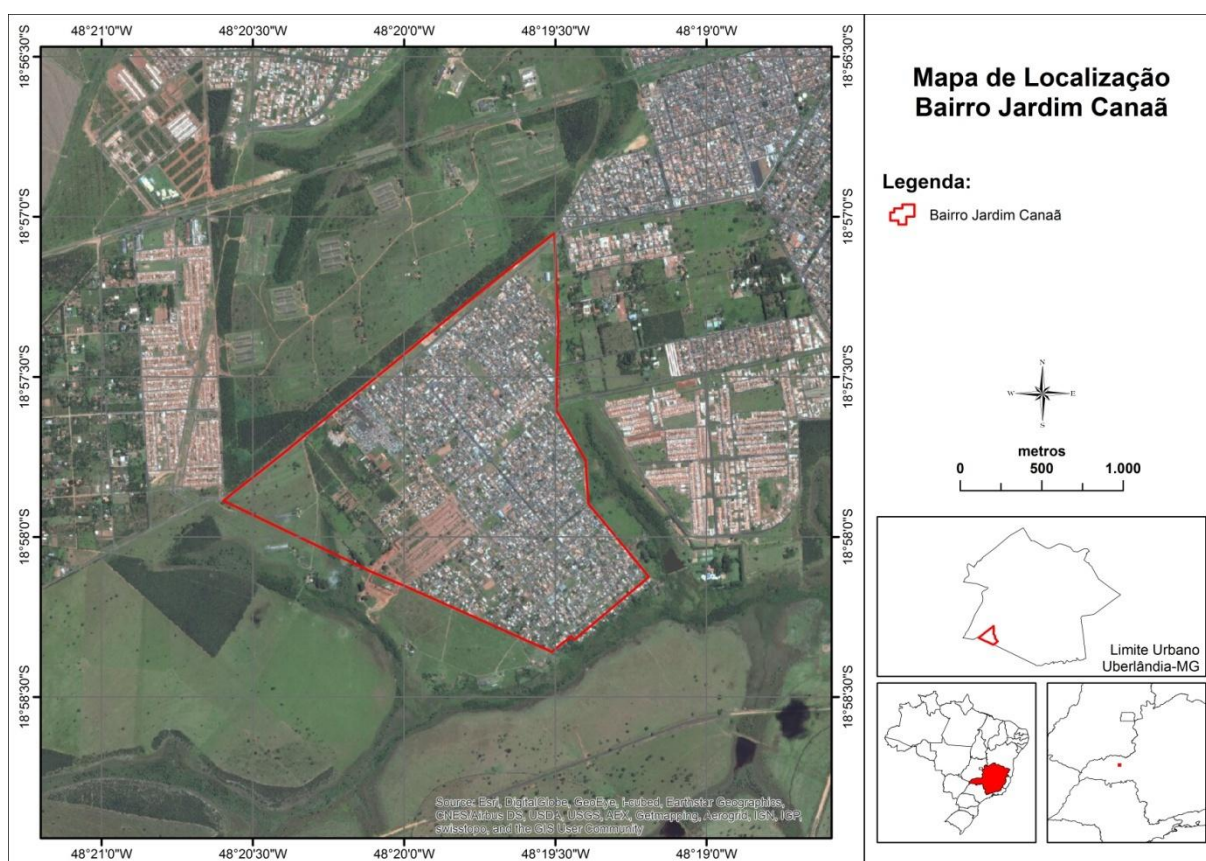 48°21'0"W 48°20'30"W 48°20'0"W 48°19'30"W 48°19'0"W
18°56'30"S 18°56'30"S
18°57'0"S 18°57'0"S
18°57'30"S 18°57'30"S
18°58'0"S 18°58'0"S
18°58'30"S 18°58'30"S
48°21'0"W 48°20'30"W 48°20'0"W 48°19'30"W 48°19'0"W
Source: Esri, DigitalGlobe, GeoEye, i-cubed, Earthstar Geographics,
CNES/Airbus DS, USDA, USGS, AEX, Getmapping, Aerogrid, IGN, IGP,
swisstopo, and the GIS User Community
Mapa de Localização
Bairro Jardim Canaã
Legenda:
Bairro Jardim Canaã
N
W E
S
metros
0 500 1.000
Limite Urbano
Uberlândia-MG